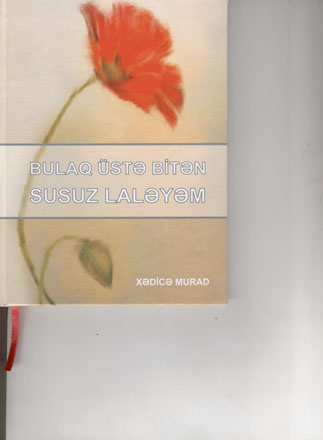 BULAQ ÜSTƏ BİTƏN
SUSUZ LALƏYƏM
XƏDİCƏ MURAD